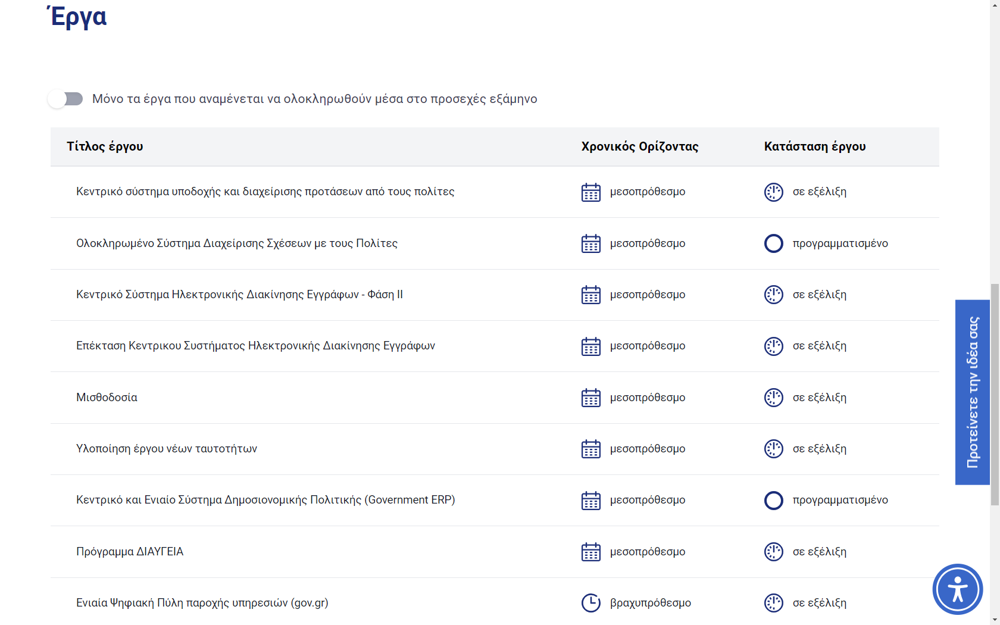 Έργα
Μόνο τα έργα που αναμένεται να ολοκληρωθούν μέσα στο προσεχές εξάμηνο
Τίτλος έργου Χρονικός Ορίζοντας Κατάσταση έργου
Κεντρικό σύστημα υποδοχής και διαχείρισης προτάσεων από τους πολίτες μεσοπρόθεσμο σε εξέλιξη
Ολοκληρωμένο Σύστημα Διαχείρισης Σχέσεων με τους Πολίτες μεσοπρόθεσμο προγραμματισμένο
Κεντρικό Σύστημα Ηλεκτρονικής Διακίνησης Εγγράφων - Φάση ΙΙ μεσοπρόθεσμο σε εξέλιξη
Επέκταση Κεντρικου Συστήματος Ηλεκτρονικής Διακίνησης Εγγράφων μεσοπρόθεσμο σε εξέλιξη
Μισθοδοσία μεσοπρόθεσμο σε εξέλιξη
Υλοποίηση έργου νέων ταυτοτήτων μεσοπρόθεσμο σε εξέλιξη
Κεντρικό και Ενιαίο Σύστημα Δημοσιονομικής Πολιτικής (Government ERP) μεσοπρόθεσμο προγραμματισμένο
Πρόγραμμα ΔΙΑΥΓΕΙΑ μεσοπρόθεσμο σε εξέλιξη
Ενιαία Ψηφιακή Πύλη παροχής υπηρεσιών (gov.gr) βραχυπρόθεσμο σε εξέλιξη
Προτείνετε την ιδέα σας